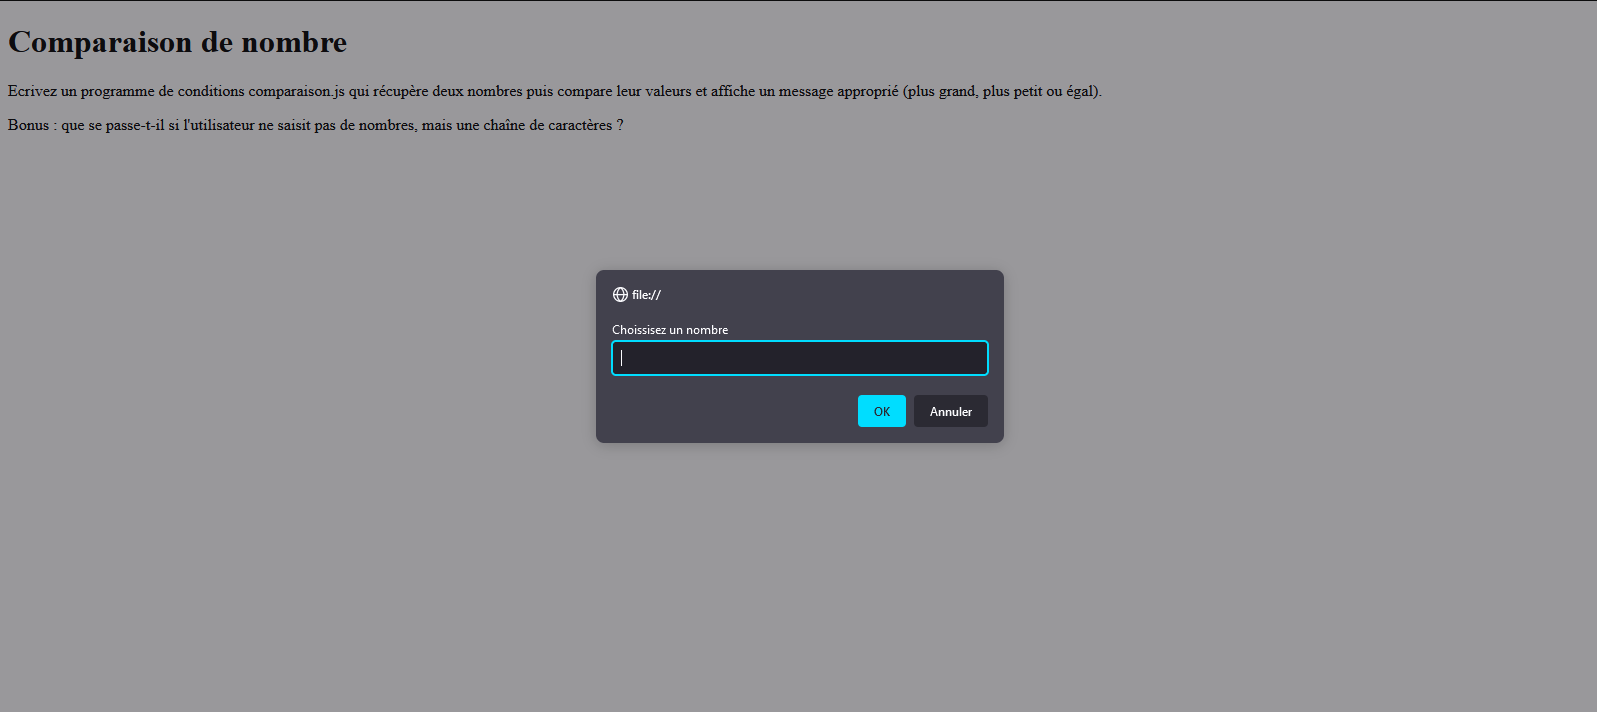 Comparaison de nombre
Ecrivez un programme de conditions comparaison.js qui récupère deux nombres puis compare leur valeurs et affiche un message approprié (plus grand, plus petit ou égal).
Bonus : que se passe-t-il si l'utilisateur ne saisit pas de nombres, mais une chaîne de caractères ?
file://
Choissisez un nombre
OK
Annuler